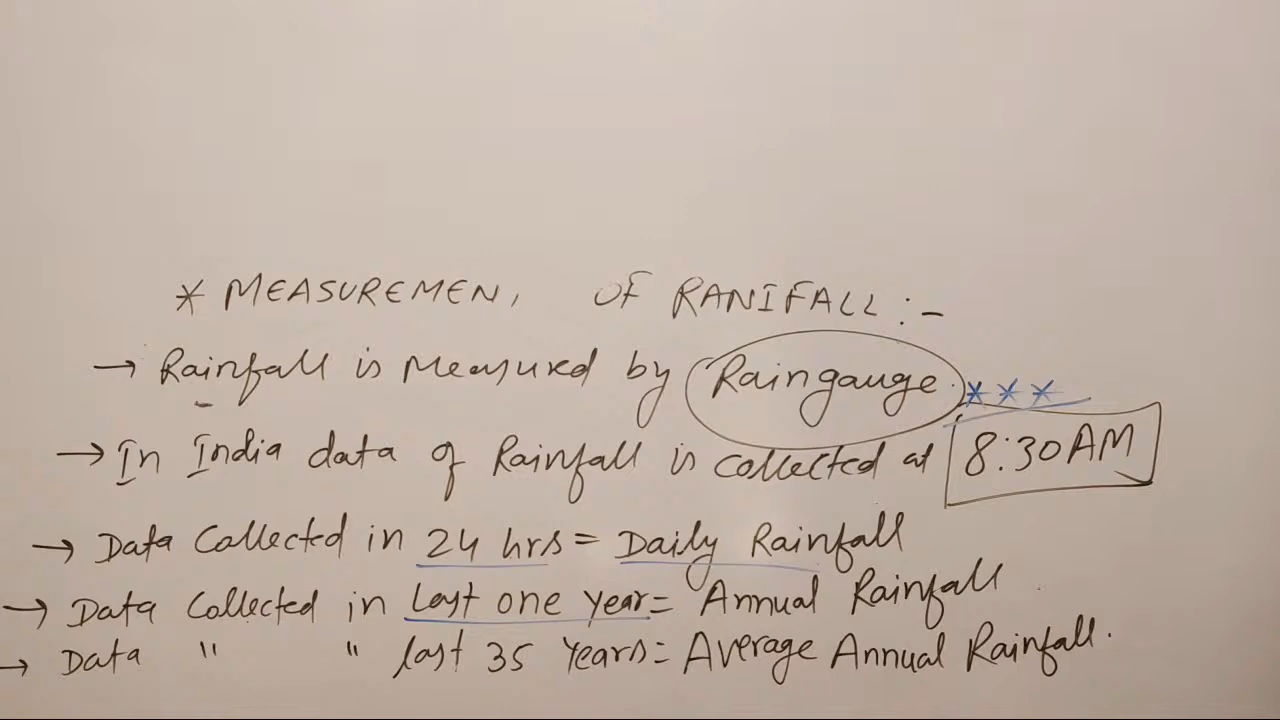 * MEASUREMEN, OF RANIFALL :-
→ Rainfall is Measured by Raingauge ***
→ In India data of Rainfall is collected at 8:30AM
→ Data Collected in 24 hrs = Daily Rainfall
→ Data Collected in Last one year = Annual Rainfall
→ Data " " last 35 years = Average Annual Rainfall.